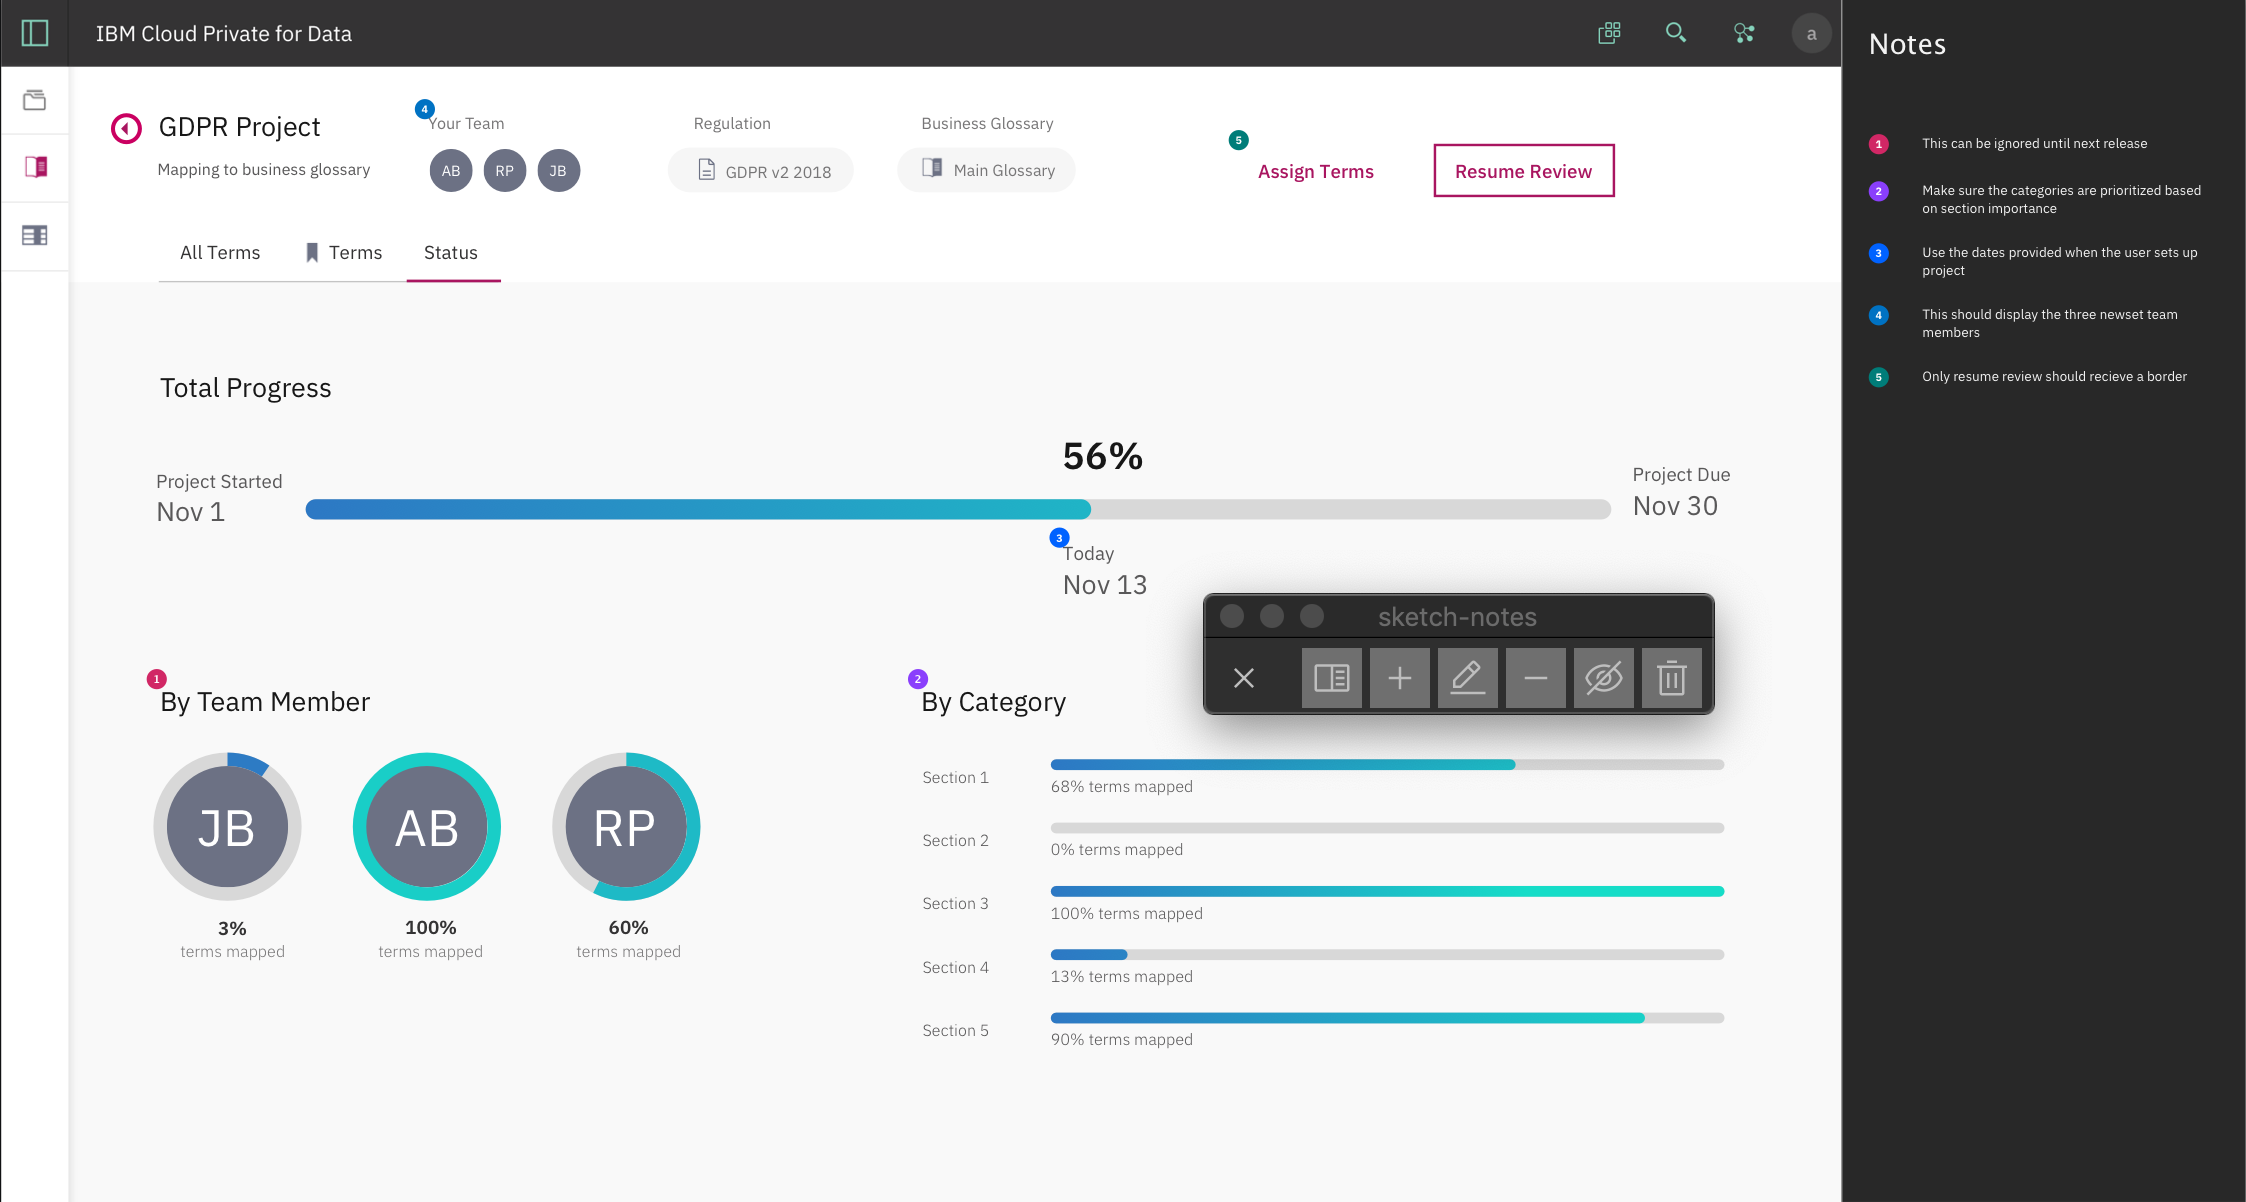 IBM Cloud Private for Data
a
GDPR Project
Mapping to business glossary
4
Your Team
AB RP JB
Regulation
GDPR v2 2018
Business Glossary
Main Glossary
5
Assign Terms
Resume Review
All Terms Terms Status
Total Progress
56%
Project Started
Nov 1
Project Due
Nov 30
3
Today
Nov 13
sketch-notes
1
By Team Member
JB
3%
terms mapped
AB
100%
terms mapped
RP
60%
terms mapped
2
By Category
Section 1
68% terms mapped
Section 2
0% terms mapped
Section 3
100% terms mapped
Section 4
13% terms mapped
Section 5
90% terms mapped
Notes
1 This can be ignored until next release
2 Make sure the categories are prioritized based
on section importance
3 Use the dates provided when the user sets up
project
4 This should display the three newset team
members
5 Only resume review should recieve a border